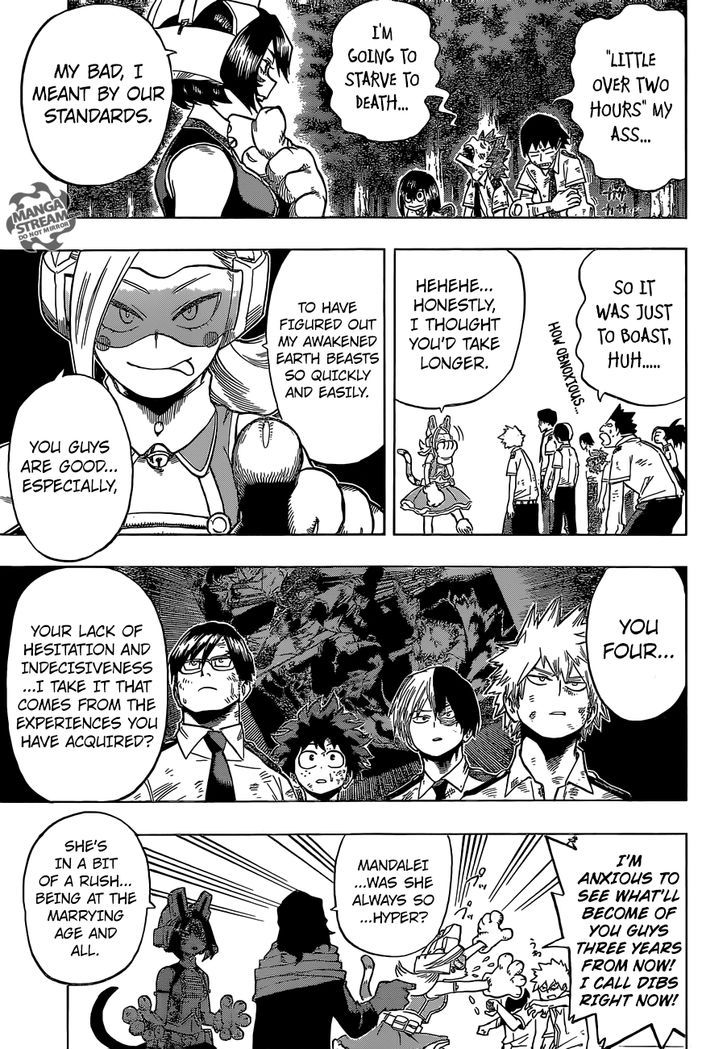 "LITTLE
OVER TWO
HOURS" MY
ASS...
I'M
GOING TO
STARVE TO
DEATH...
MY BAD, I
MEANT BY OUR
STANDARDS.
MANGA
STREAM
DO NOT MIRROR
SO IT
WAS JUST
TO BOAST,
HUH.....
HOW OBNOXIOUS...
HEHEHE...
HONESTLY,
I THOUGHT
YOU'D TAKE
LONGER.
TO HAVE
FIGURED OUT
MY AWAKENED
EARTH BEASTS
SO QUICKLY
AND EASILY.
YOU GUYS
ARE GOOD...
ESPECIALLY,
YOU
FOUR...
YOUR LACK OF
HESITATION AND
INDECISIVENESS
...I TAKE IT THAT
COMES FROM THE
EXPERIENCES YOU
HAVE ACQUIRED?
I'M
ANXIOUS TO
SEE WHAT'LL
BECOME OF
YOU GUYS
THREE YEARS
FROM NOW!
I CALL DIBS
RIGHT NOW!
MANDALEI
...WAS SHE
ALWAYS SO
...HYPER?
SHE'S
IN A BIT
OF A RUSH...
BEING AT THE
MARRYING
AGE AND
ALL.